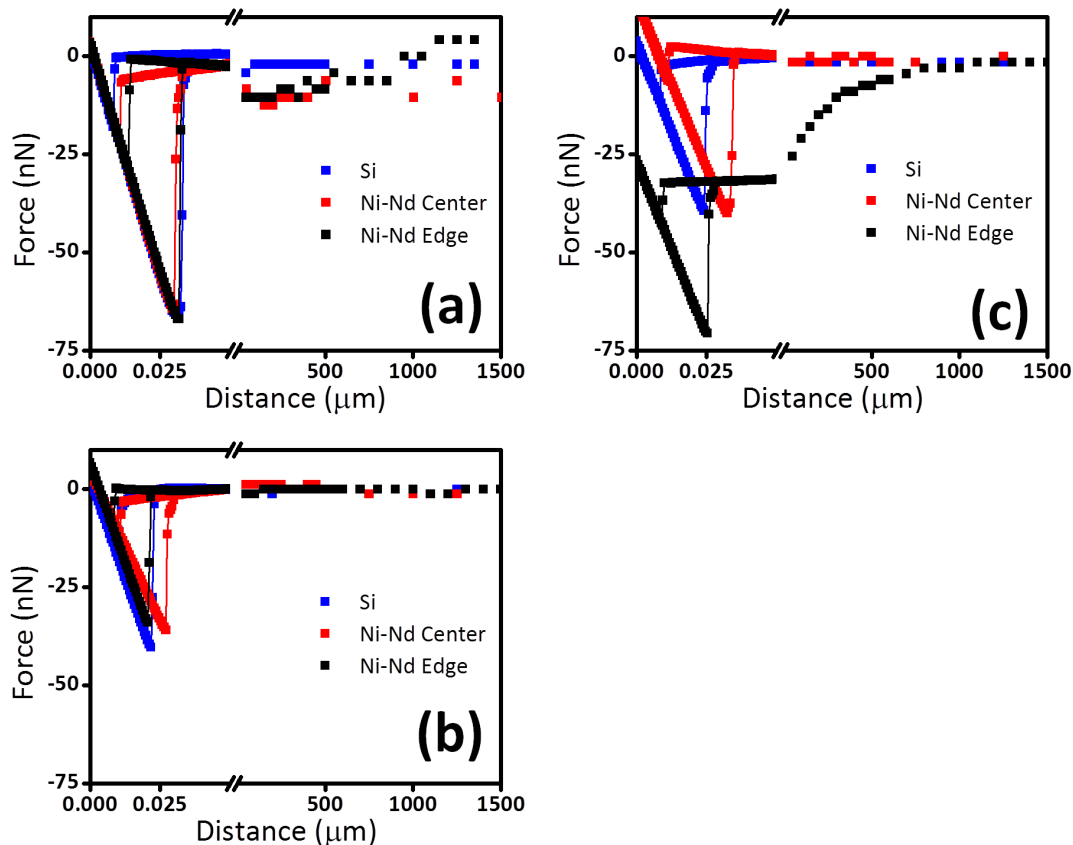 0
-25
-50
-75
Force (nN)
Si
Ni-Nd Center
Ni-Nd Edge
(a)
0.000 0.025 500 1000 1500
Distance (μm)
0
-25
-50
-75
Force (nN)
Si
Ni-Nd Center
Ni-Nd Edge
(c)
0.000 0.025 500 1000 1500
Distance (μm)
0
-25
-50
-75
Force (nN)
Si
Ni-Nd Center
Ni-Nd Edge
(b)
0.000 0.025 500 1000 1500
Distance (μm)